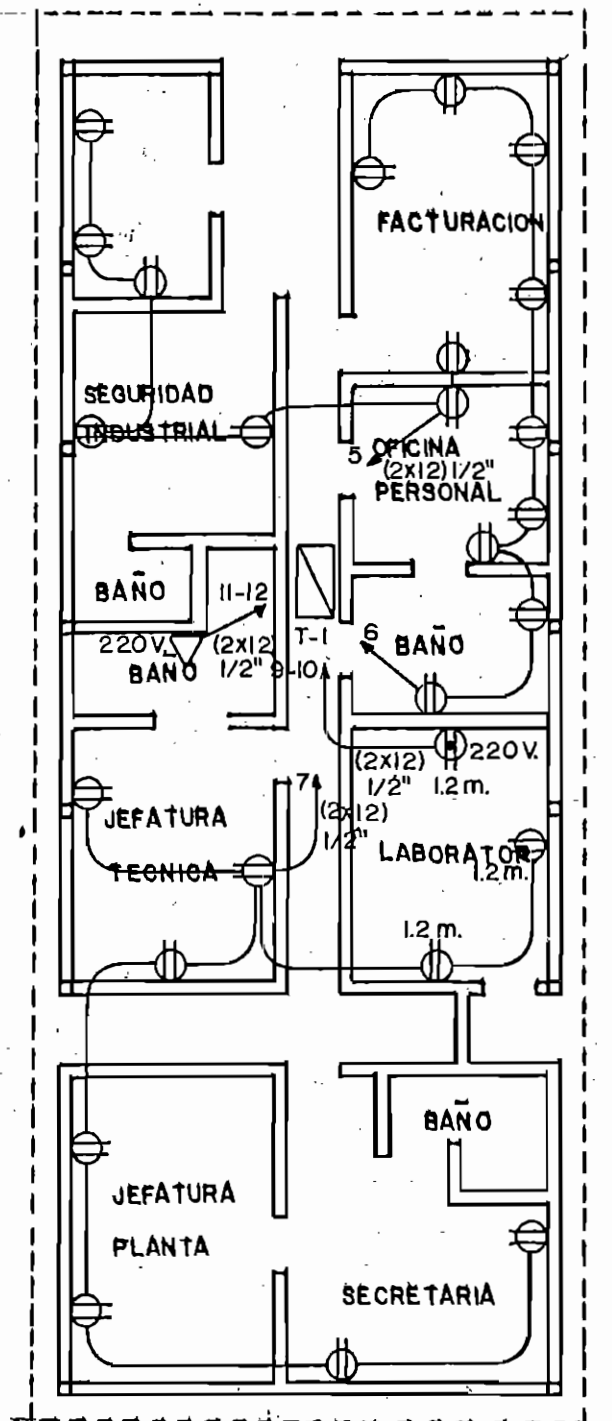 FACTURACION
SEGURIDAD
INDUSTRIAL
5
OFICINA
(2x12) 1/2"
PERSONAL
BAÑO
11-12
220V.
(2x12)
1/2"
BAÑO
T-1
9-10
6
BAÑO
(2x12)
1/2"
220V.
1.2 m.
7
(2x12)
1/2"
JEFATURA
TECNICA
LABORATOR
1.2 m.
1.2 m.
BAÑO
JEFATURA
PLANTA
SECRETARIA